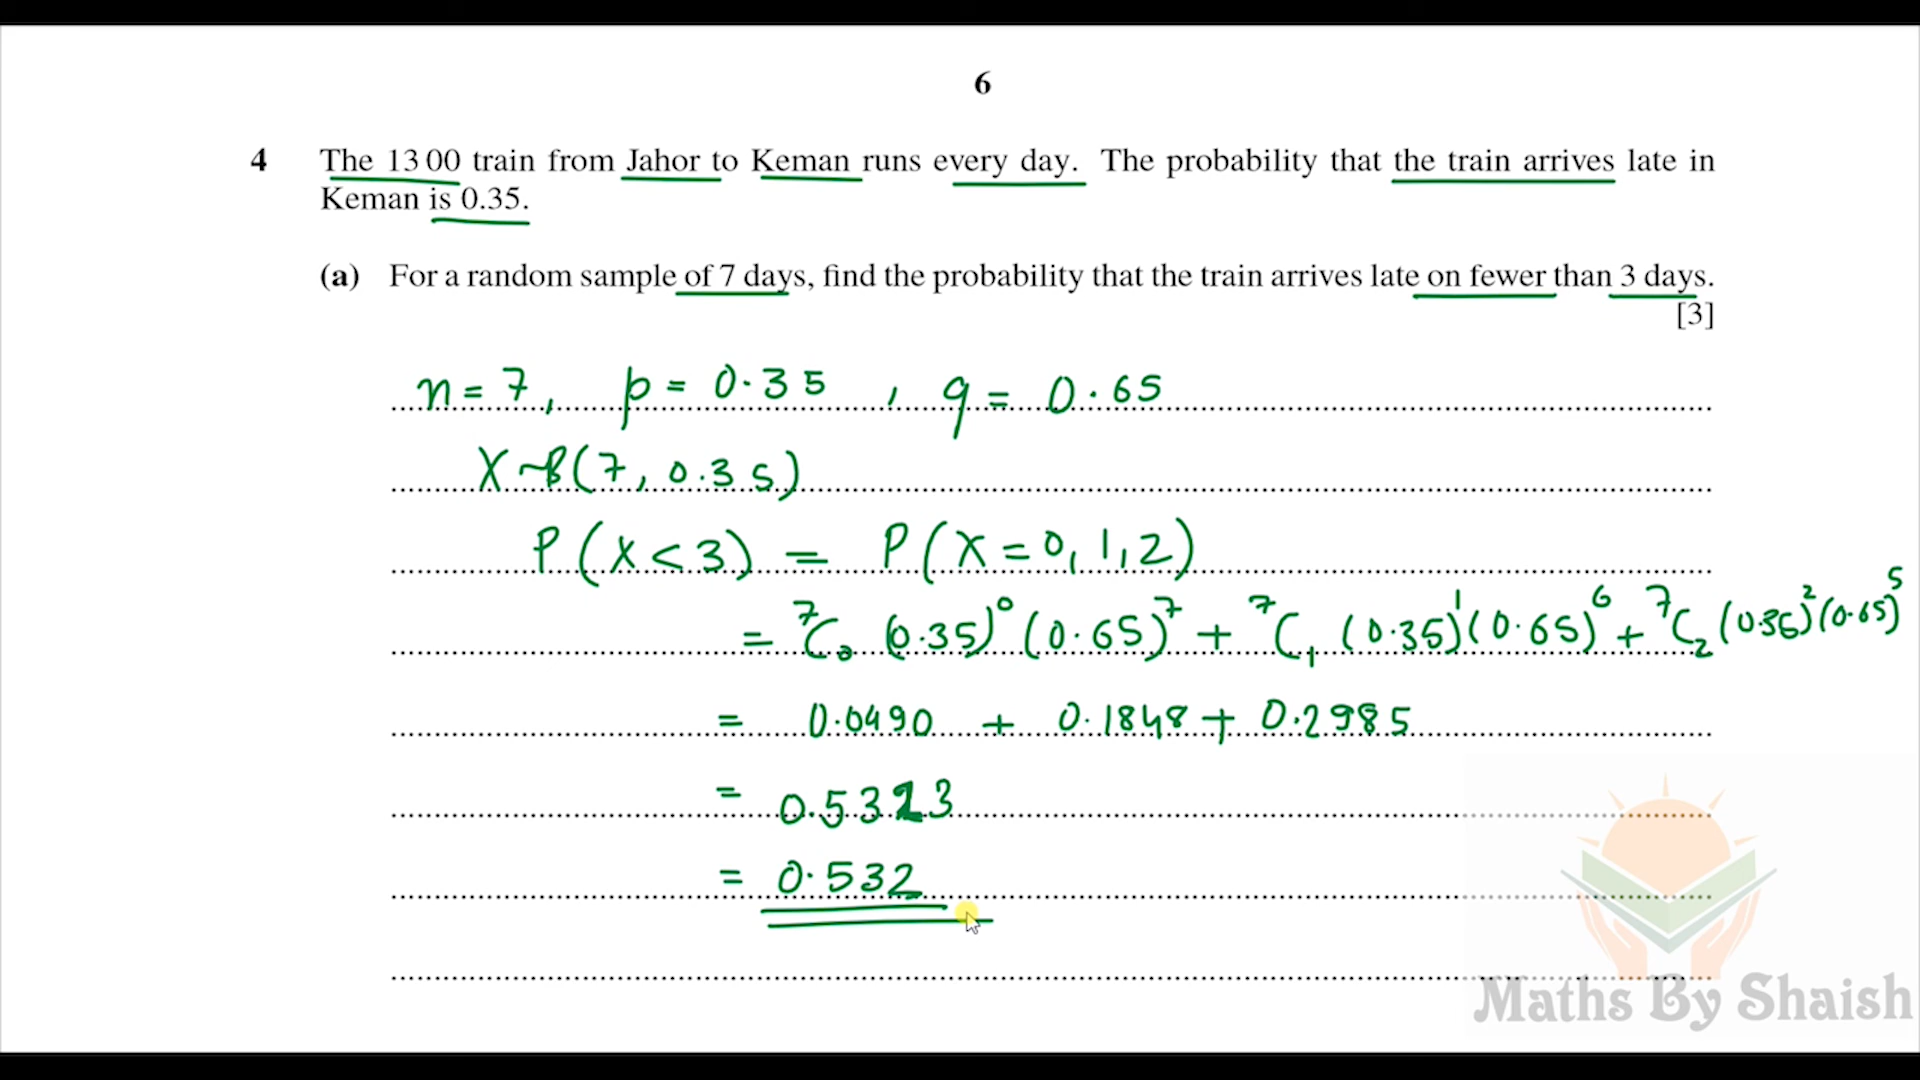 6
4 The 13 00 train from Jahor to Keman runs every day. The probability that the train arrives late in
Keman is 0.35.
(a) For a random sample of 7 days, find the probability that the train arrives late on fewer than 3 days.
[3]
n = 7, p = 0.35 , q = 0.65
X ~ B(7, 0.35)
P(X < 3) = P(X = 0, 1, 2)
= ⁷C₀ (0.35)⁰ (0.65)⁷ + ⁷C₁ (0.35)¹ (0.65)⁶ + ⁷C₂ (0.35)² (0.65)⁵
= 0.0490 + 0.1848 + 0.2985
= 0.5323
= 0.532
Maths By Shaish